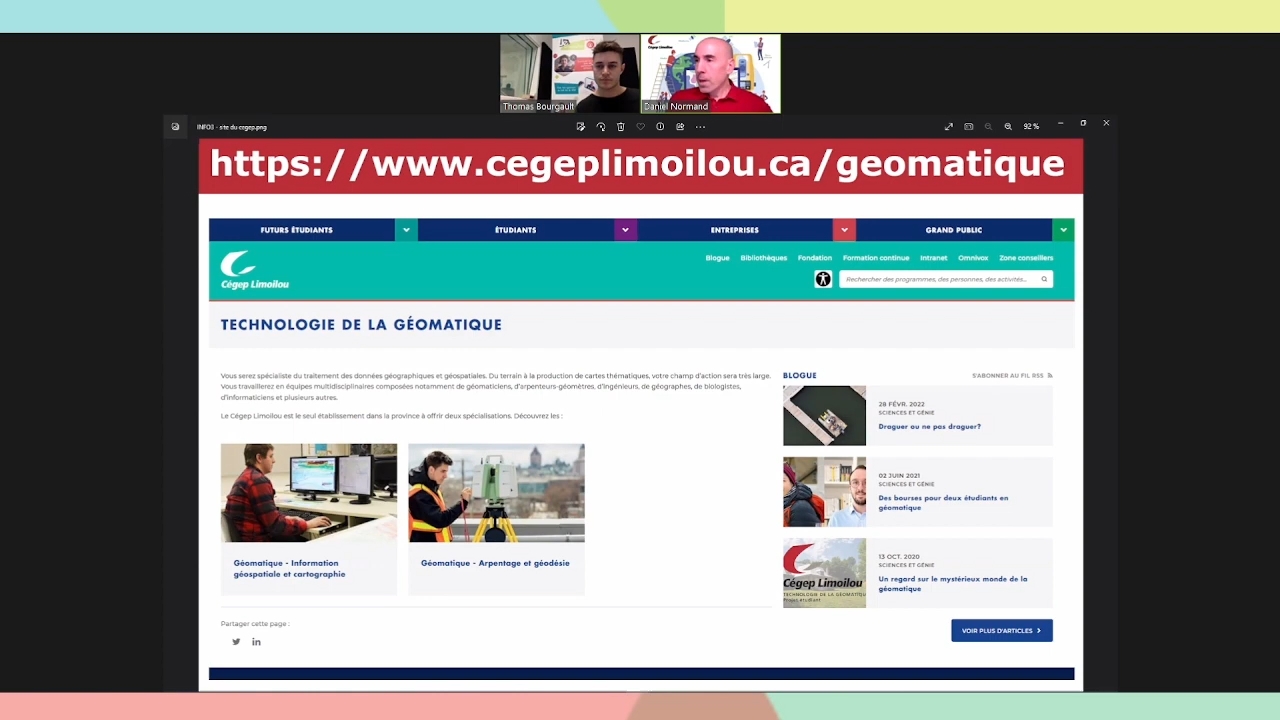 Cégep Limoilou
Thomas Bourgault
Daniel Normand
INFO3 - site du cegep.png
92 %
https://www.cegeplimoilou.ca/geomatique
FUTURS ÉTUDIANTS
ÉTUDIANTS
ENTREPRISES
GRAND PUBLIC
Blogue Bibliothèques Fondation Formation continue Intranet Omnivox Zone conseillers
Rechercher des programmes, des personnes, des activités...
Cégep Limoilou
TECHNOLOGIE DE LA GÉOMATIQUE
Vous serez spécialiste du traitement des données géographiques et géospatiales. Du terrain à la production de cartes thématiques, votre champ d'action sera très large.
Vous travaillerez en équipes multidisciplinaires composées notamment de géomaticiens, d'arpenteurs-géomètres, d'ingénieurs, de géographes, de biologistes,
d'informaticiens et plusieurs autres.
Le Cégep Limoilou est le seul établissement dans la province à offrir deux spécialisations. Découvrez les :
Géomatique - Information
géospatiale et cartographie
Géomatique - Arpentage et géodésie
Partager cette page :
BLOGUE
S'ABONNER AU FIL RSS
28 FÉVR. 2022
SCIENCES ET GÉNIE
Draguer ou ne pas draguer?
02 JUIN 2021
SCIENCES ET GÉNIE
Des bourses pour deux étudiants en
géomatique
Cégep Limoilou
TECHNOLOGIE DE LA GÉOMATIQU
Projet étudiant
13 OCT. 2020
SCIENCES ET GÉNIE
Un regard sur le mystérieux monde de la
géomatique
VOIR PLUS D'ARTICLES